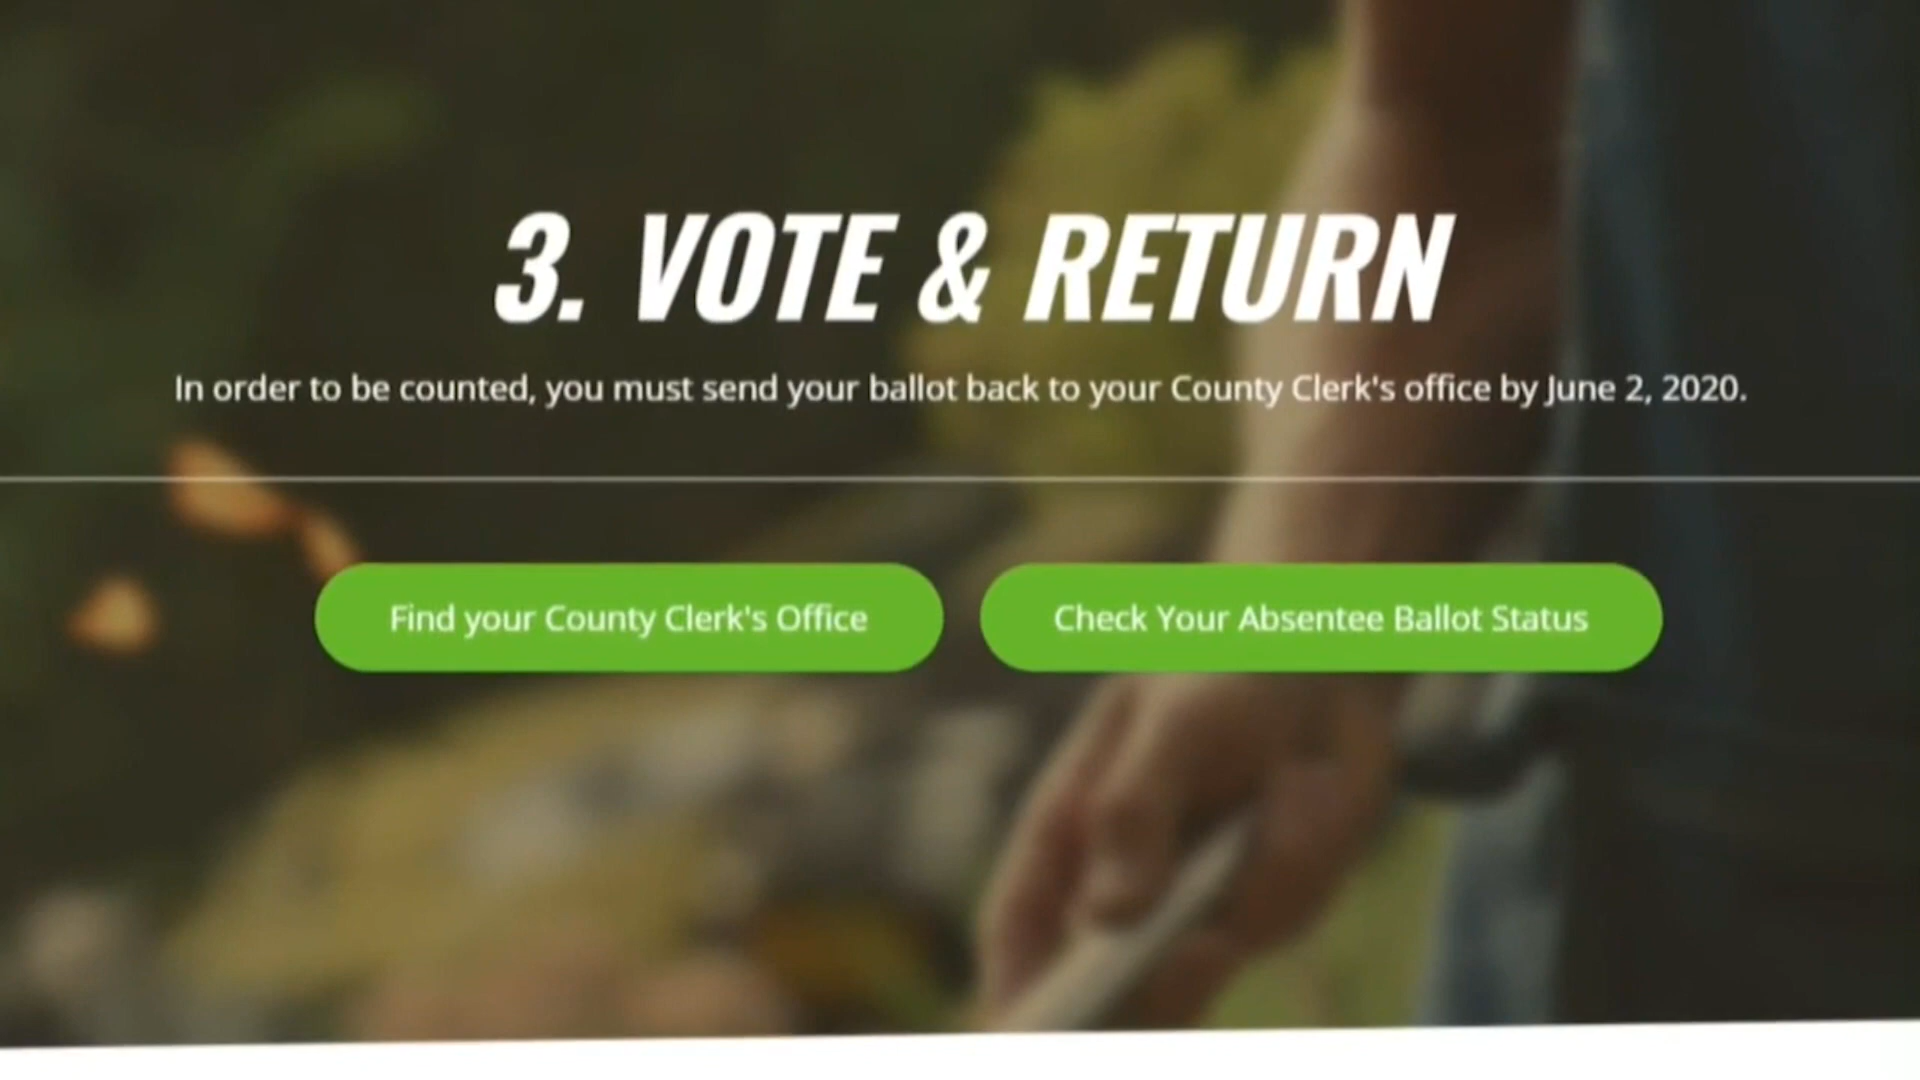 3. VOTE & RETURN
In order to be counted, you must send your ballot back to your County Clerk's office by June 2, 2020.
Find your County Clerk's Office
Check Your Absentee Ballot Status